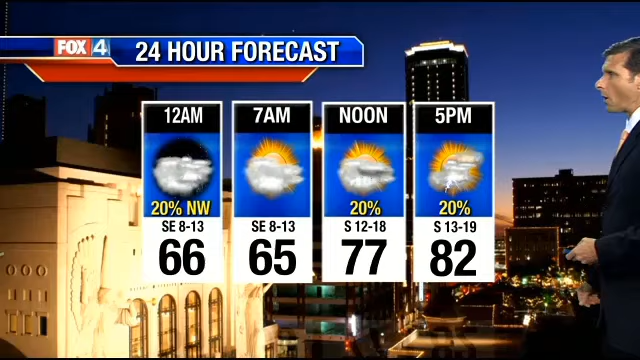 FOX 4
24 HOUR FORECAST
12AM
20% NW
SE 8-13
66
7AM
SE 8-13
65
NOON
20%
S 12-18
77
5PM
20%
S 13-19
82